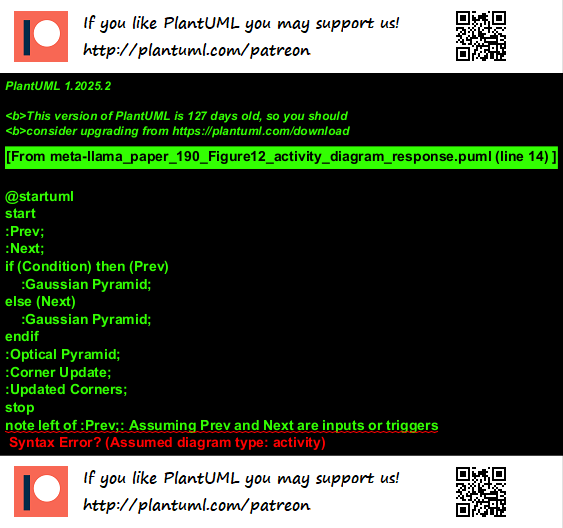 If you like PlantUML you may support us!
http://plantuml.com/patreon
PlantUML 1.2025.2
<b>This version of PlantUML is 127 days old, so you should
<b>consider upgrading from https://plantuml.com/download
[From meta-llama_paper_190_Figure12_activity_diagram_response.puml (line 14) ]
@startuml
start
:Prev;
:Next;
if (Condition) then (Prev)
    :Gaussian Pyramid;
else (Next)
    :Gaussian Pyramid;
endif
:Optical Pyramid;
:Corner Update;
:Updated Corners;
stop
note left of :Prev;: Assuming Prev and Next are inputs or triggers
Syntax Error? (Assumed diagram type: activity)
If you like PlantUML you may support us!
http://plantuml.com/patreon